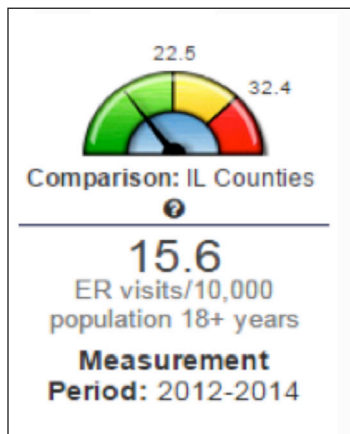 22.5
32.4
Comparison: IL Counties
?
15.6
ER visits/10,000
population 18+ years
Measurement
Period: 2012-2014